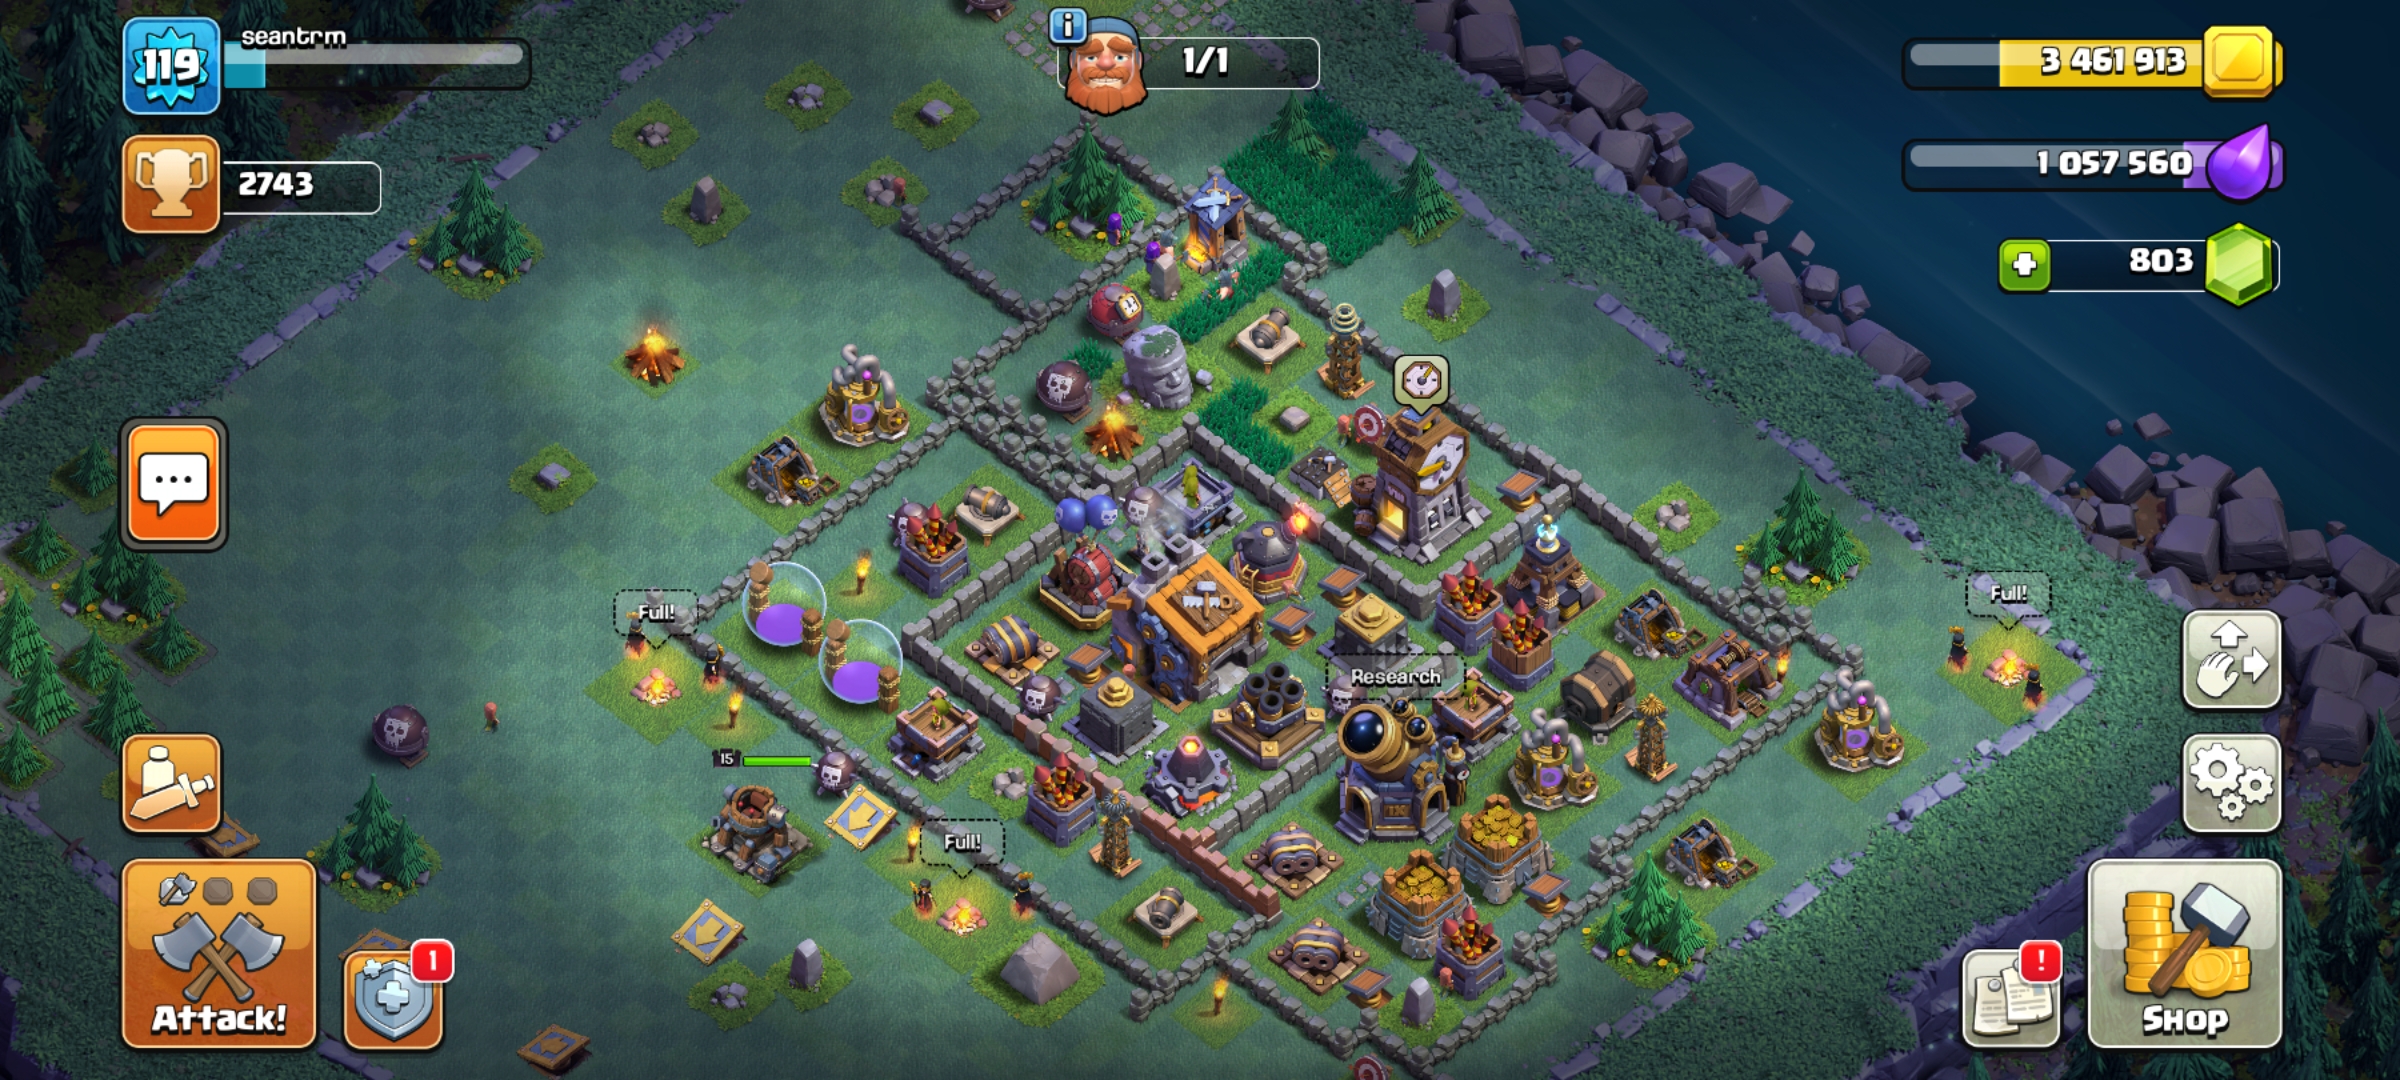 119
seantrm
i
1/1
3 461 913
2743
1 057 560
803
Full!
Full!
Research
15
Full!
1
!
Attack!
Shop